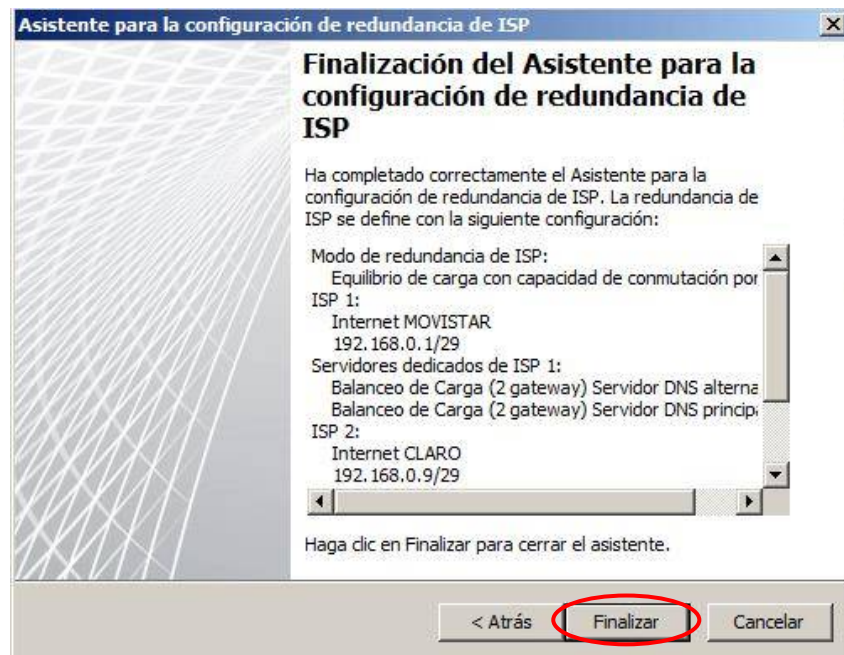 Asistente para la configuración de redundancia de ISP
Finalización del Asistente para la
configuración de redundancia de
ISP
Ha completado correctamente el Asistente para la
configuración de redundancia de ISP. La redundancia de
ISP se define con la siguiente configuración:
Modo de redundancia de ISP:
Equilibrio de carga con capacidad de conmutación por
ISP 1:
Internet MOVISTAR
192.168.0.1/29
Servidores dedicados de ISP 1:
Balanceo de Carga (2 gateway) Servidor DNS alterna
Balanceo de Carga (2 gateway) Servidor DNS princip
ISP 2:
Internet CLARO
192.168.0.9/29
Haga clic en Finalizar para cerrar el asistente.
< Atrás Finalizar Cancelar